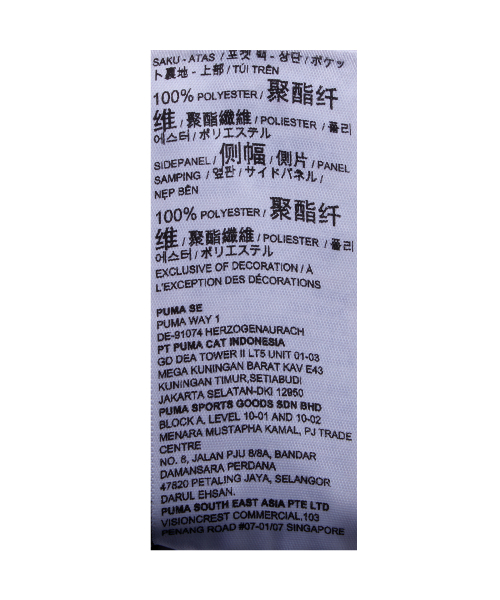 SAKU - ATAS / 포켓 백 - 상단 / ポケッ
ト裏地 - 上部 / TÚI TRÊN
100% POLYESTER / 聚酯纤
维 / 聚酯纖維 / POLIESTER / 폴리
에스터 / ポリエステル
SIDEPANEL / 侧幅 / 側片 / PANEL
SAMPING / 옆판 / サイドパネル /
NẸP BÊN
100% POLYESTER / 聚酯纤
维 / 聚酯纖維 / POLIESTER / 폴리
에스터 / ポリエステル
EXCLUSIVE OF DECORATION / À
L'EXCEPTION DES DÉCORATIONS
PUMA SE
PUMA WAY 1
DE-91074 HERZOGENAURACH
PT PUMA CAT INDONESIA
GD DEA TOWER II LT5 UNIT 01-03
MEGA KUNINGAN BARAT KAV E43
KUNINGAN TIMUR,SETIABUDI
JAKARTA SELATAN-DKI 12950
PUMA SPORTS GOODS SDN BHD
BLOCK A, LEVEL 10-01 AND 10-02
MENARA MUSTAPHA KAMAL, PJ TRADE
CENTRE
NO. 8, JALAN PJU 8/8A, BANDAR
DAMANSARA PERDANA
47820 PETALING JAYA, SELANGOR
DARUL EHSAN.
PUMA SOUTH EAST ASIA PTE LTD
VISIONCREST COMMERCIAL,103
PENANG ROAD #07-01/07 SINGAPORE